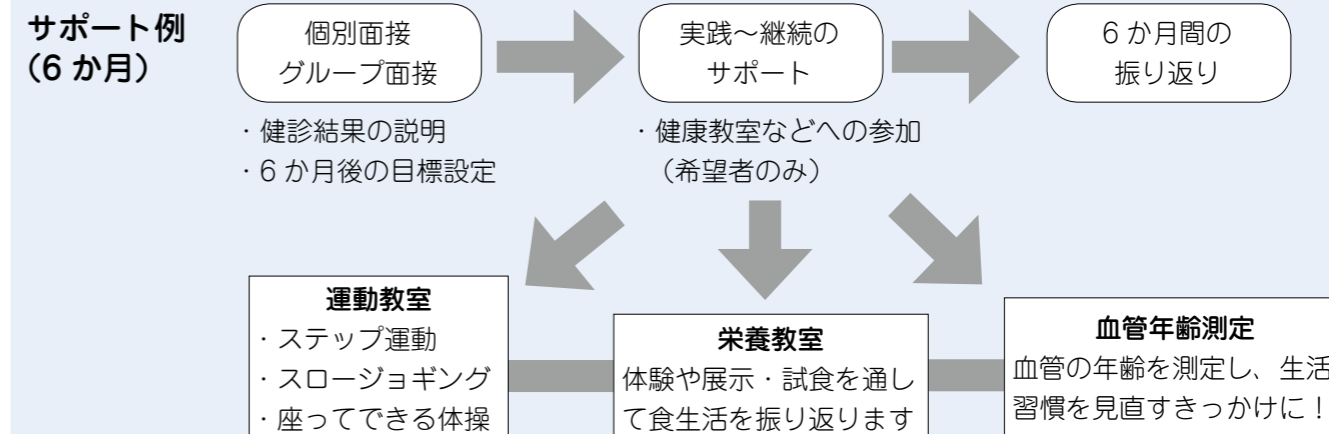 サポート例
（6 か月）
個別面接
グループ面接
実践～継続の
サポート
6 か月間の
振り返り
・健診結果の説明
・6 か月後の目標設定
・健康教室などへの参加
（希望者のみ）
運動教室
・ステップ運動
・スロージョギング
・座ってできる体操
栄養教室
体験や展示・試食を通し
て食生活を振り返ります
血管年齢測定
血管の年齢を測定し、生活
習慣を見直すきっかけに！